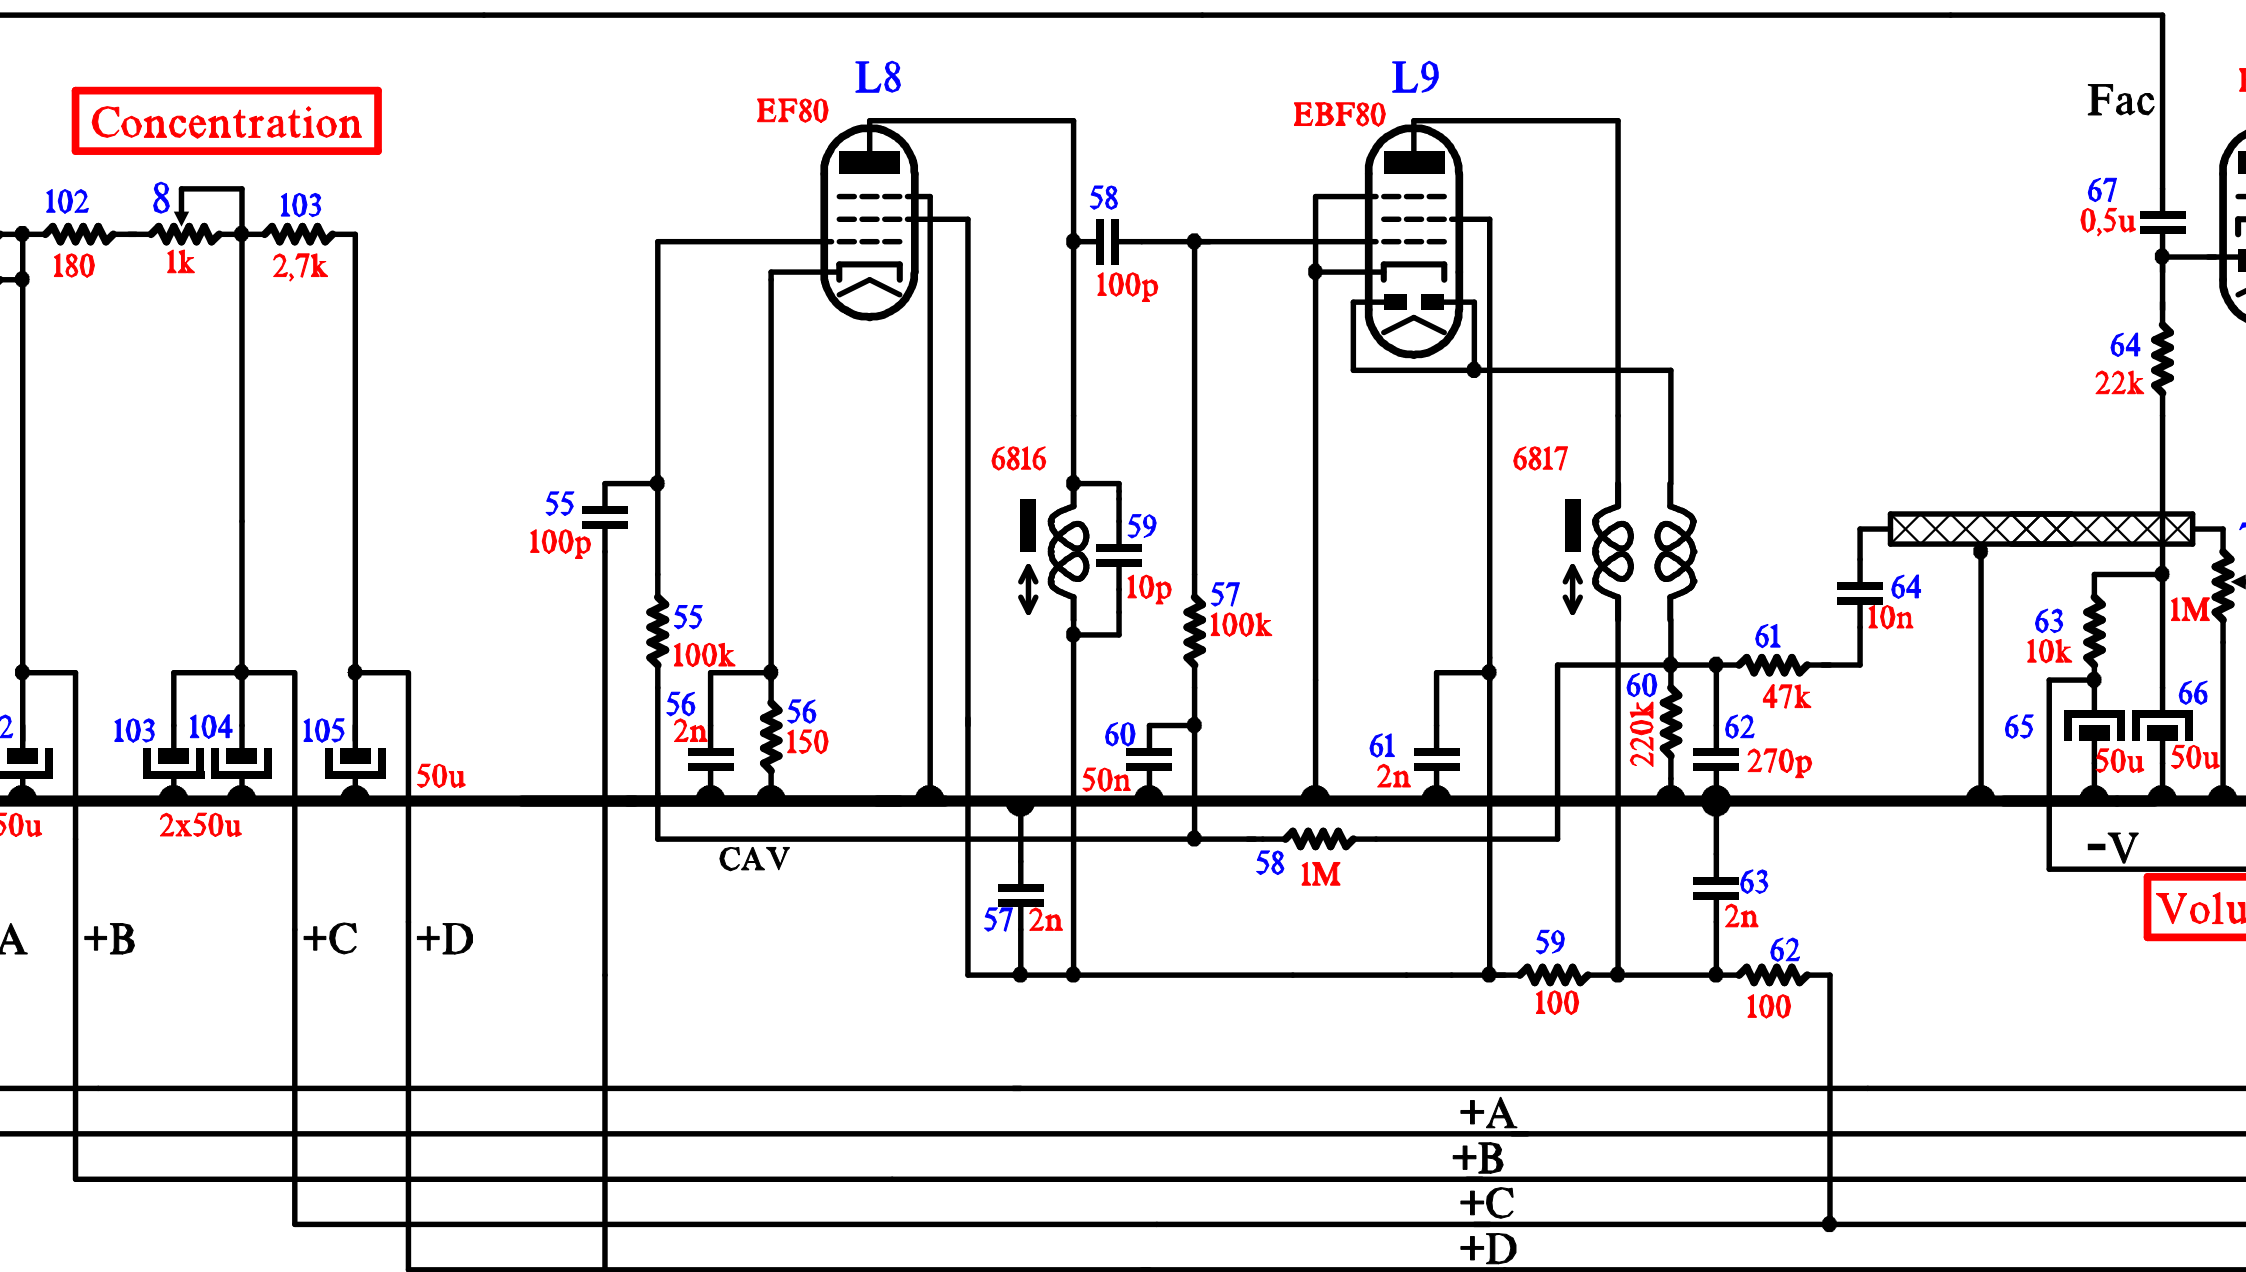 L8
L9
EF80
EBF80
Fac
Concentration
102
8
103
180
1k
2,7k
58
100p
67
0,5u
64
22k
6816
6817
55
100p
59
10p
55
100k
57
100k
64
10n
63
10k
1M
61
47k
56
2n
56
150
60
220k
62
270p
60
50n
61
2n
65
50u
66
50u
2
103
104
105
50u
50u
2x50u
CAV
58
1M
-V
57
2n
63
2n
Volu
A
+B
+C
+D
59
100
62
100
+A
+B
+C
+D